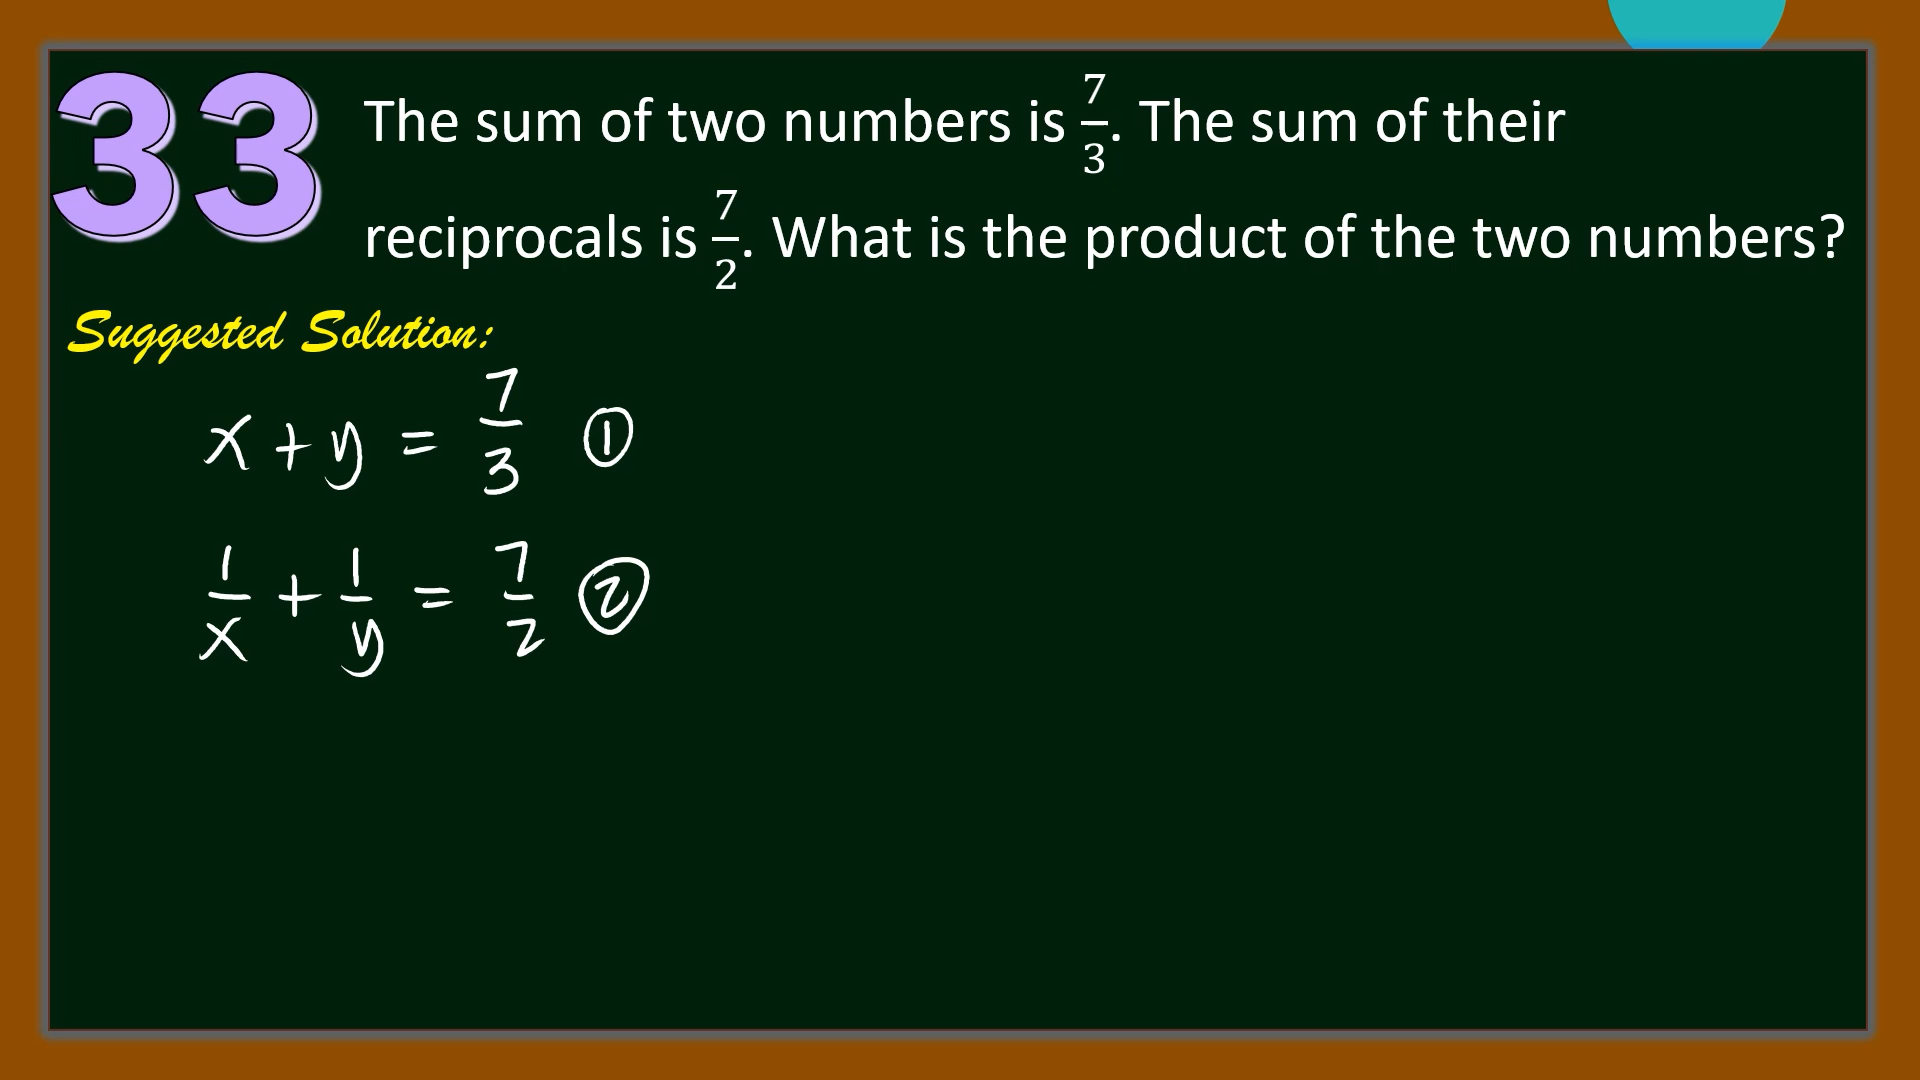 33
The sum of two numbers is 7/3. The sum of their
reciprocals is 7/2. What is the product of the two numbers?
Suggested Solution:
x + y = 7/3 ①
1/x + 1/y = 7/2 ②